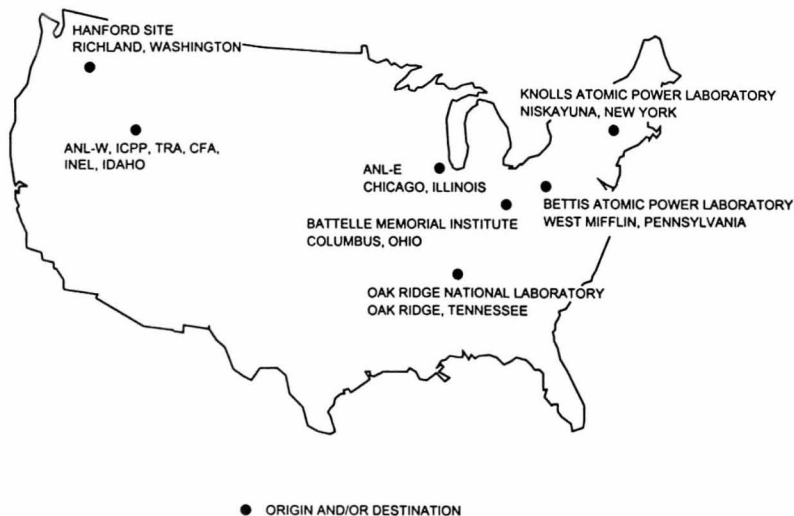 HANFORD SITE
RICHLAND, WASHINGTON
KNOLLS ATOMIC POWER LABORATORY
NISKAYUNA, NEW YORK
ANL-W, ICPP, TRA, CFA,
INEL, IDAHO
ANL-E
CHICAGO, ILLINOIS
BETTIS ATOMIC POWER LABORATORY
WEST MIFFLIN, PENNSYLVANIA
BATTELLE MEMORIAL INSTITUTE
COLUMBUS, OHIO
OAK RIDGE NATIONAL LABORATORY
OAK RIDGE, TENNESSEE
ORIGIN AND/OR DESTINATION